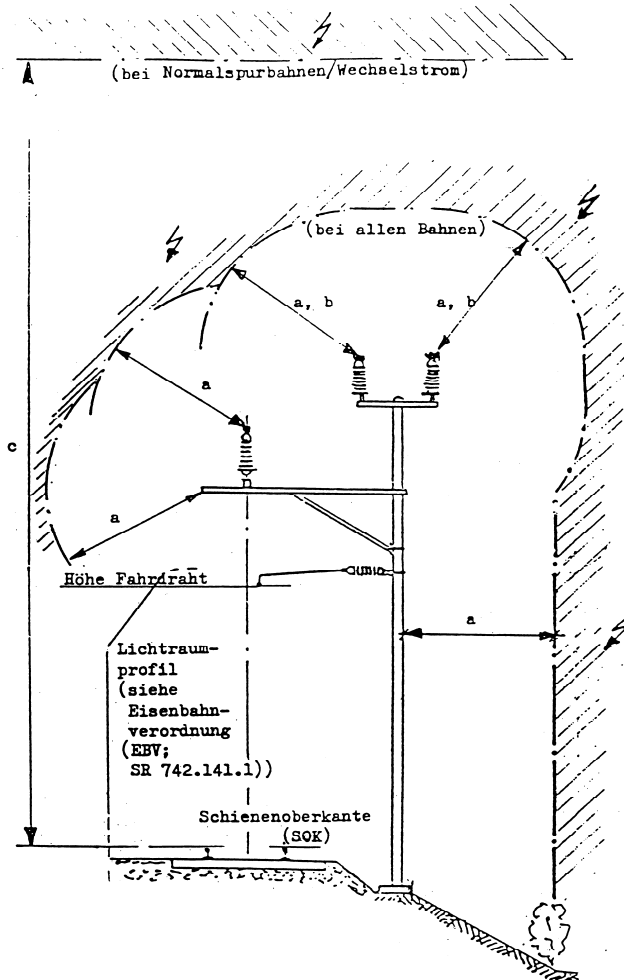 (bei Normalspurbahnen/Wechselstrom)
(bei allen Bahnen)
a, b
a, b
a
c
a
Höhe Fahrdraht
a
Lichtraum-
profil
(siehe
Eisenbahn-
verordnung
(EBV;
SR 742.141.1))
Schienenoberkante
(SOK)